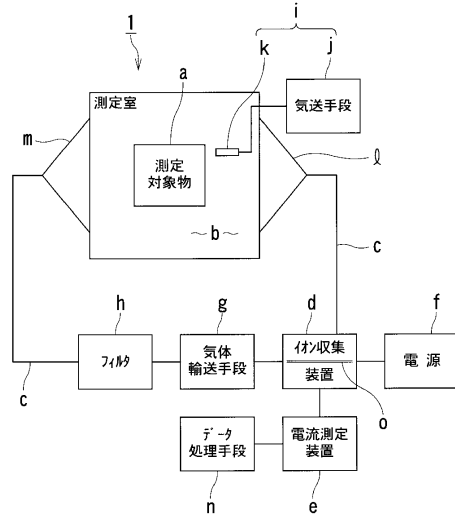 1
i
k
j
a
測定室
気送手段
m
測定
対象物
ℓ
b
c
h
g
d
f
フィルタ
気体
輸送手段
イオン収集
装置
電源
c
o
データ
処理手段
電流測定
装置
n
e